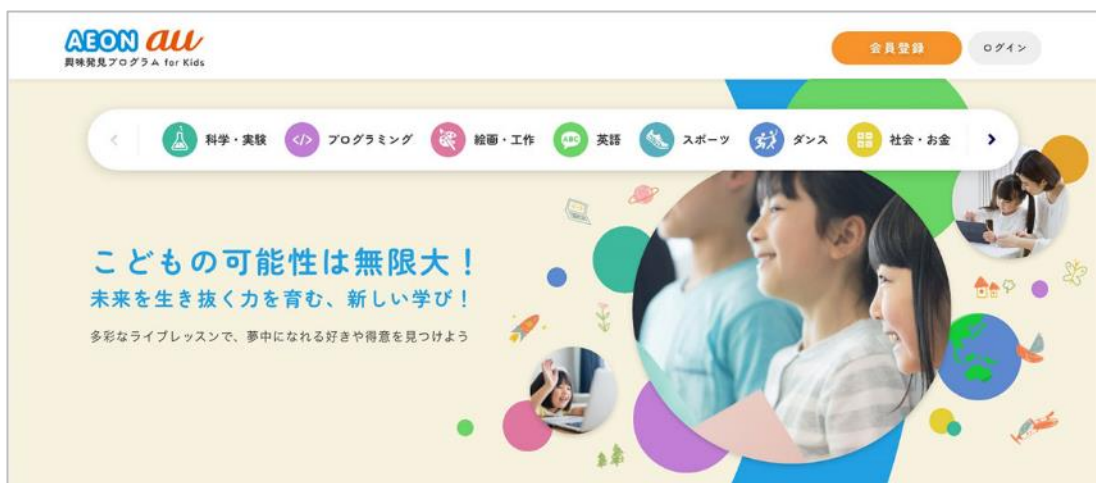 AEON au
興味発見プログラム for Kids
会員登録
ログイン
科学・実験
</> プログラミング
絵画・工作
ABC 英語
スポーツ
ダンス
社会・お金
こどもの可能性は無限大！
未来を生き抜く力を育む、新しい学び！
多彩なライブレッスンで、夢中になれる好きや得意を見つけよう